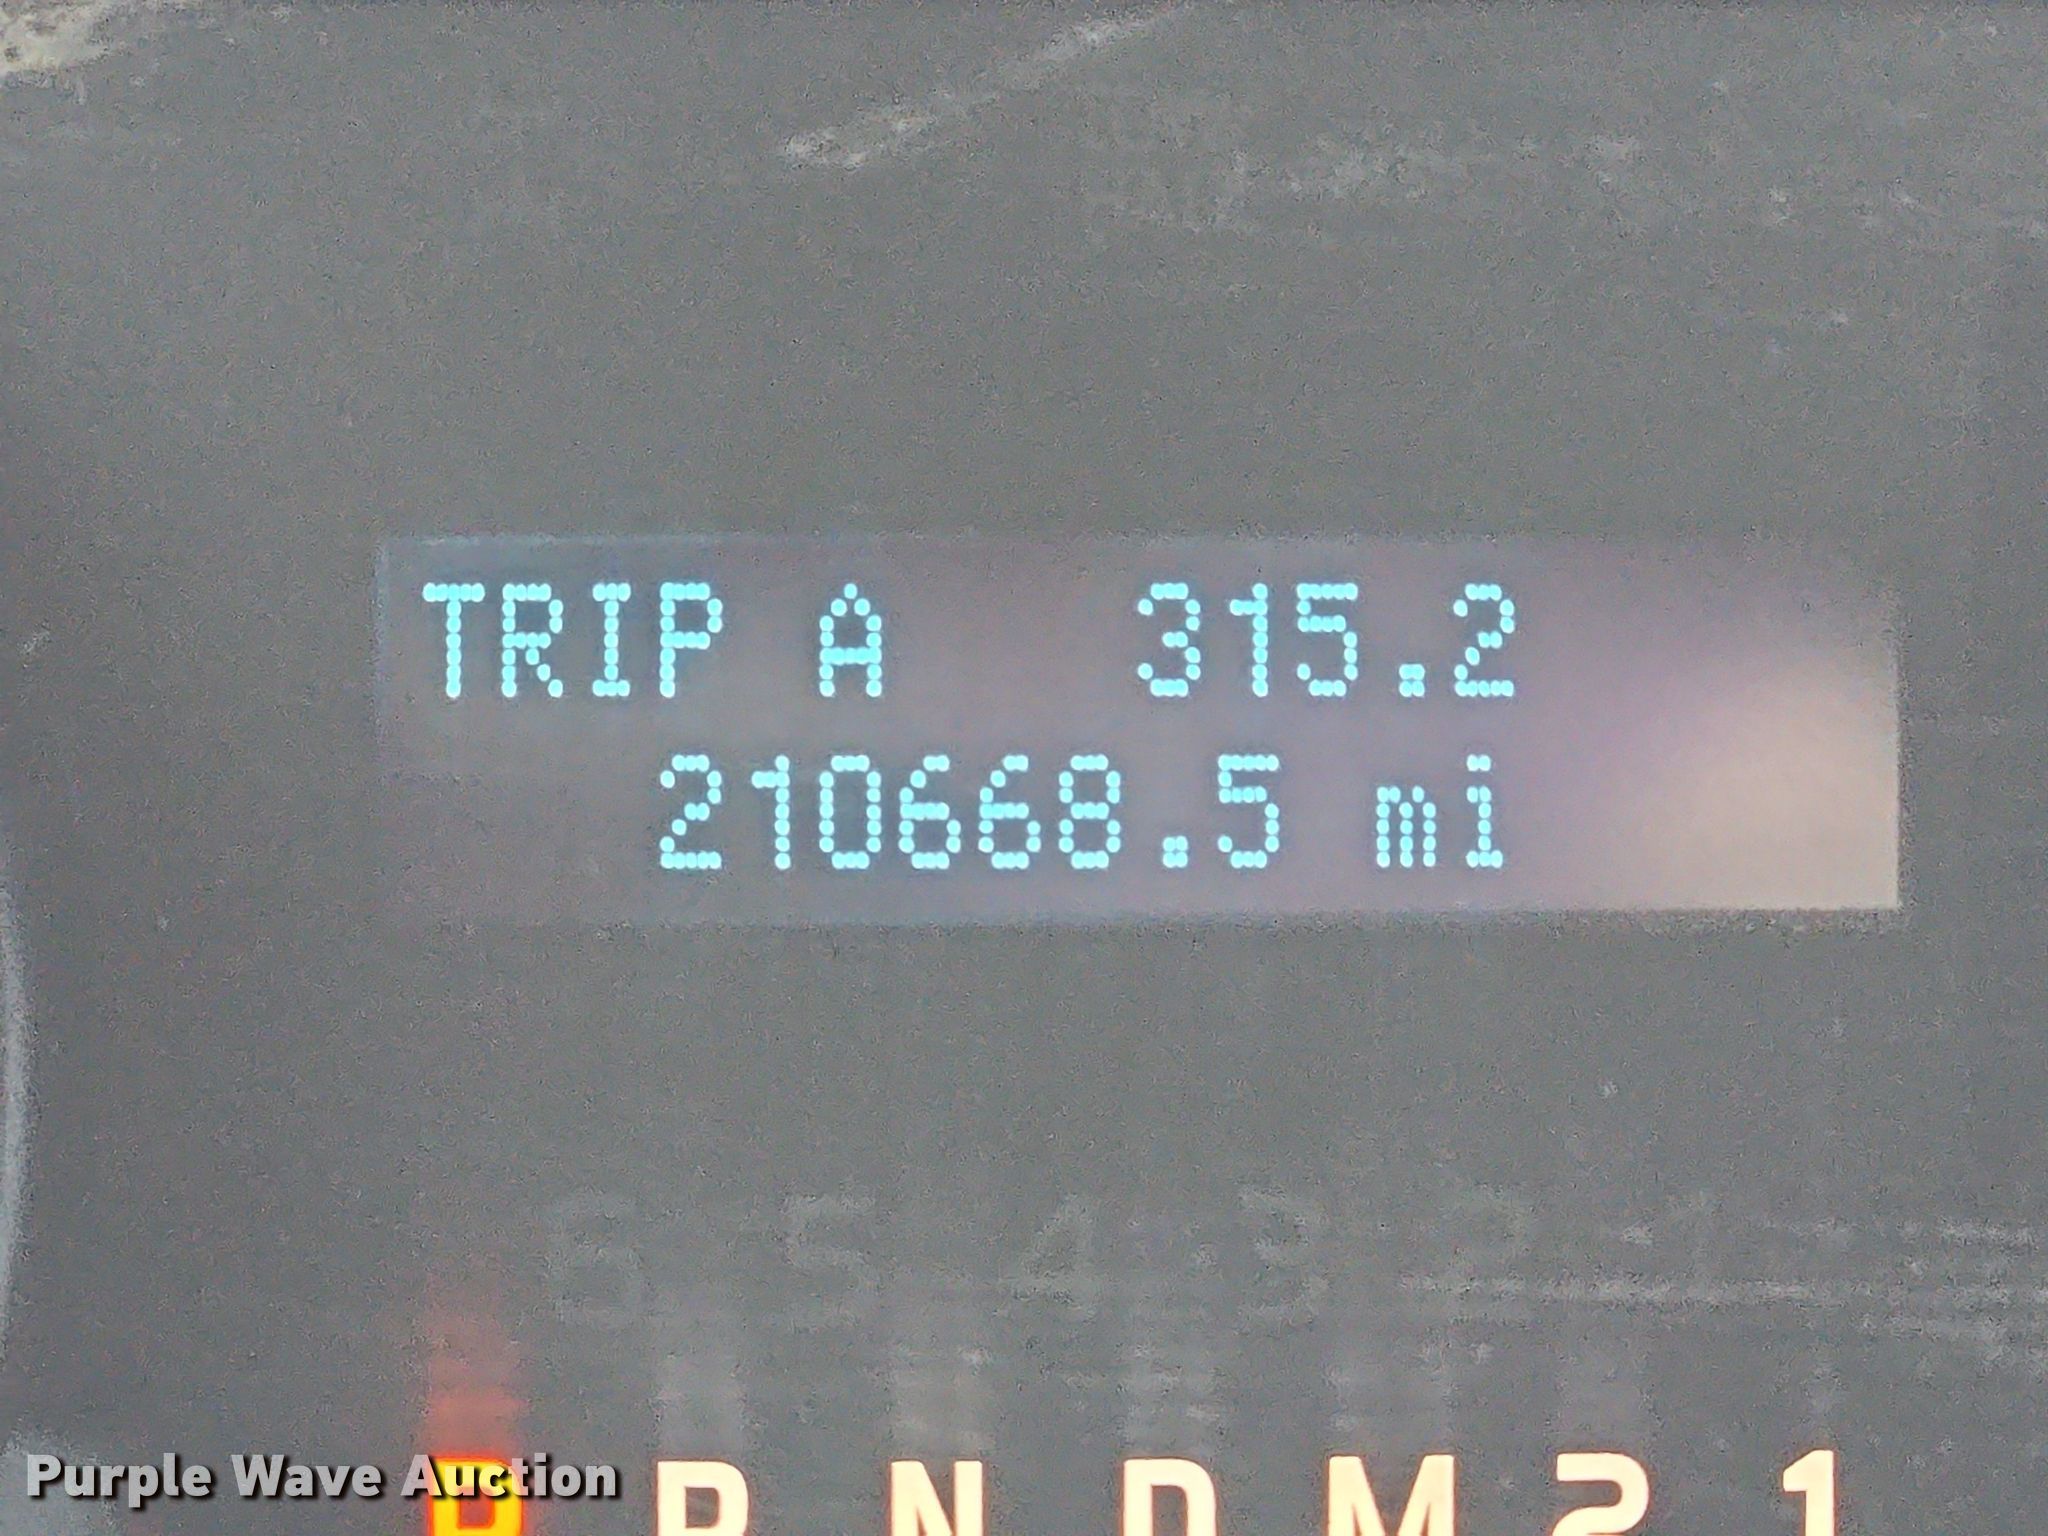 TRIP A 315.2
210668.5 mi
P R N D M 2 1
Purple Wave Auction